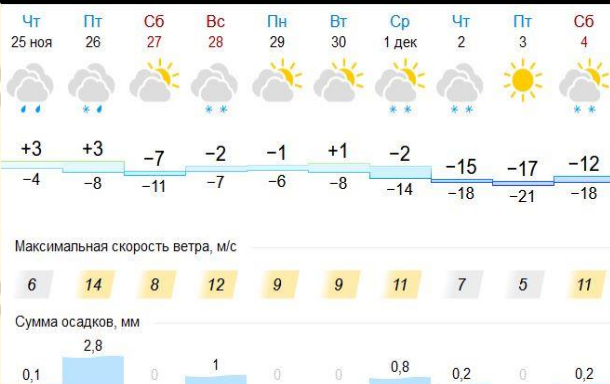 Чт Пт Сб Вс Пн Вт Ср Чт Пт Сб
25 ноя 26 27 28 29 30 1 дек 2 3 4
+3 +3 −7 −2 −1 +1 −2 −15 −17 −12
−4 −8 −11 −7 −6 −8 −14 −18 −21 −18
Максимальная скорость ветра, м/с
6 14 8 12 9 9 11 7 5 11
Сумма осадков, мм
0,1 2,8 0 1 0 0 0,8 0,2 0 0,2